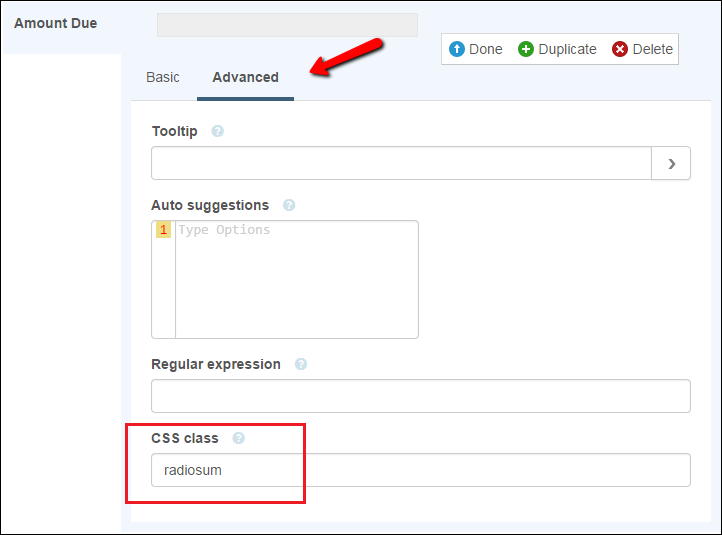 Amount Due
Done Duplicate Delete
Basic Advanced
Tooltip ?
>
Auto suggestions ?
1 Type Options
Regular expression ?
CSS class ?
radiosum